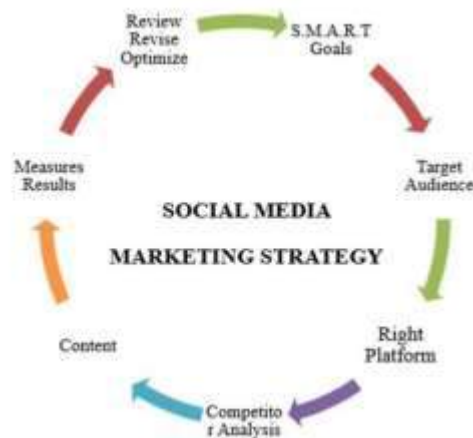 Review
Revise
Optimize
S.M.A.R.T
Goals
Target
Audience
Right
Platform
Competito
r Analysis
Content
Measures
Results
SOCIAL MEDIA
MARKETING STRATEGY